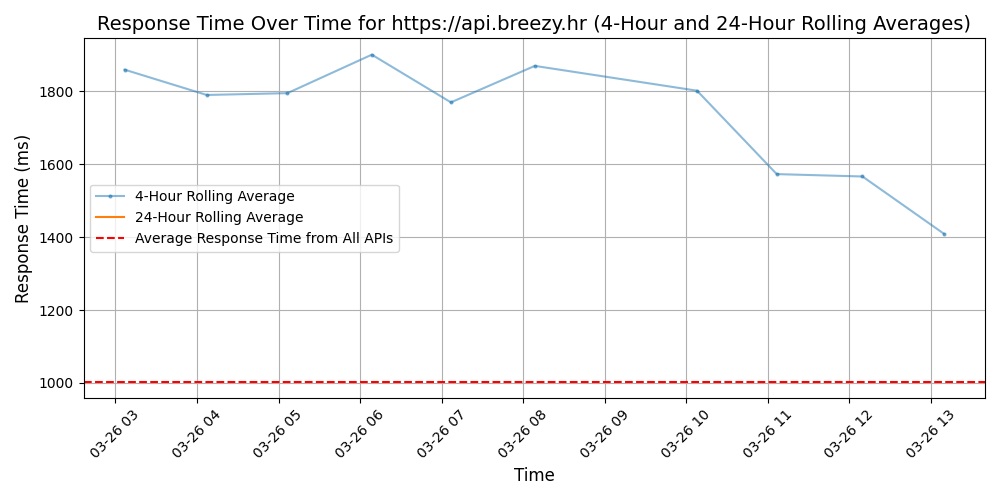 Response Time Over Time for https://api.breezy.hr (4-Hour and 24-Hour Rolling Averages)
Response Time (ms)
1800
1600
1400
1200
1000
4-Hour Rolling Average
24-Hour Rolling Average
Average Response Time from All APIs
03-26 03
03-26 04
03-26 05
03-26 06
03-26 07
03-26 08
03-26 09
03-26 10
03-26 11
03-26 12
03-26 13
Time